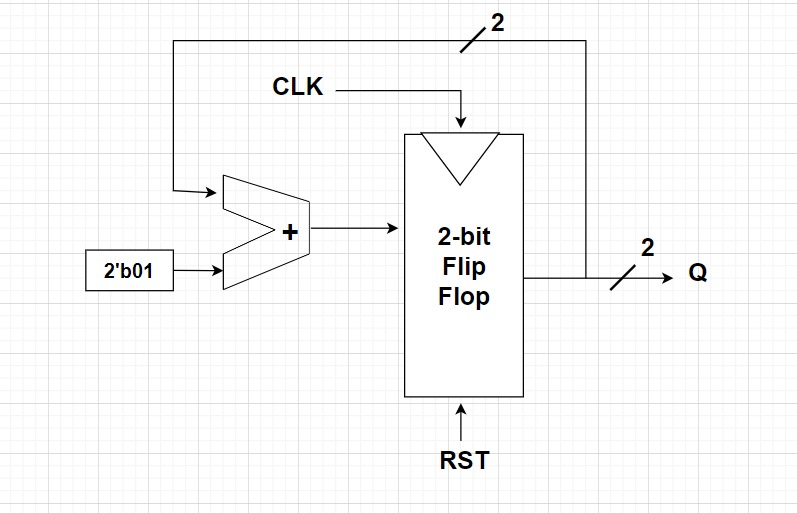 2
CLK
+
2'b01
2-bit
Flip
Flop
2
Q
RST